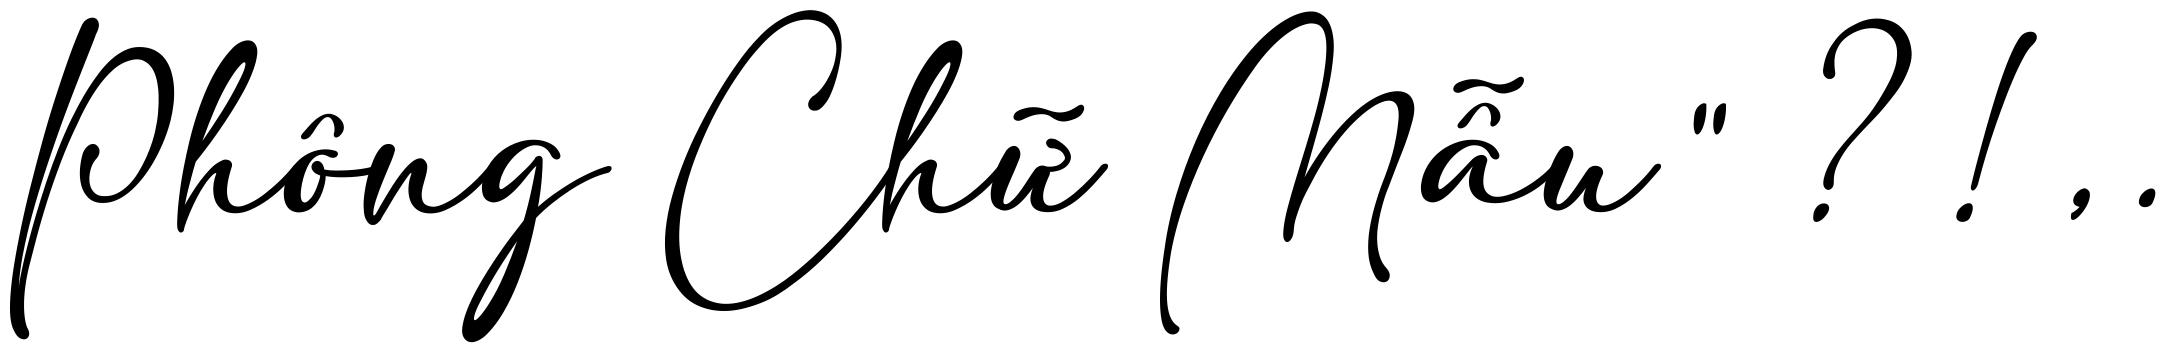 Phông Chữ Mẫu" ? ! , .